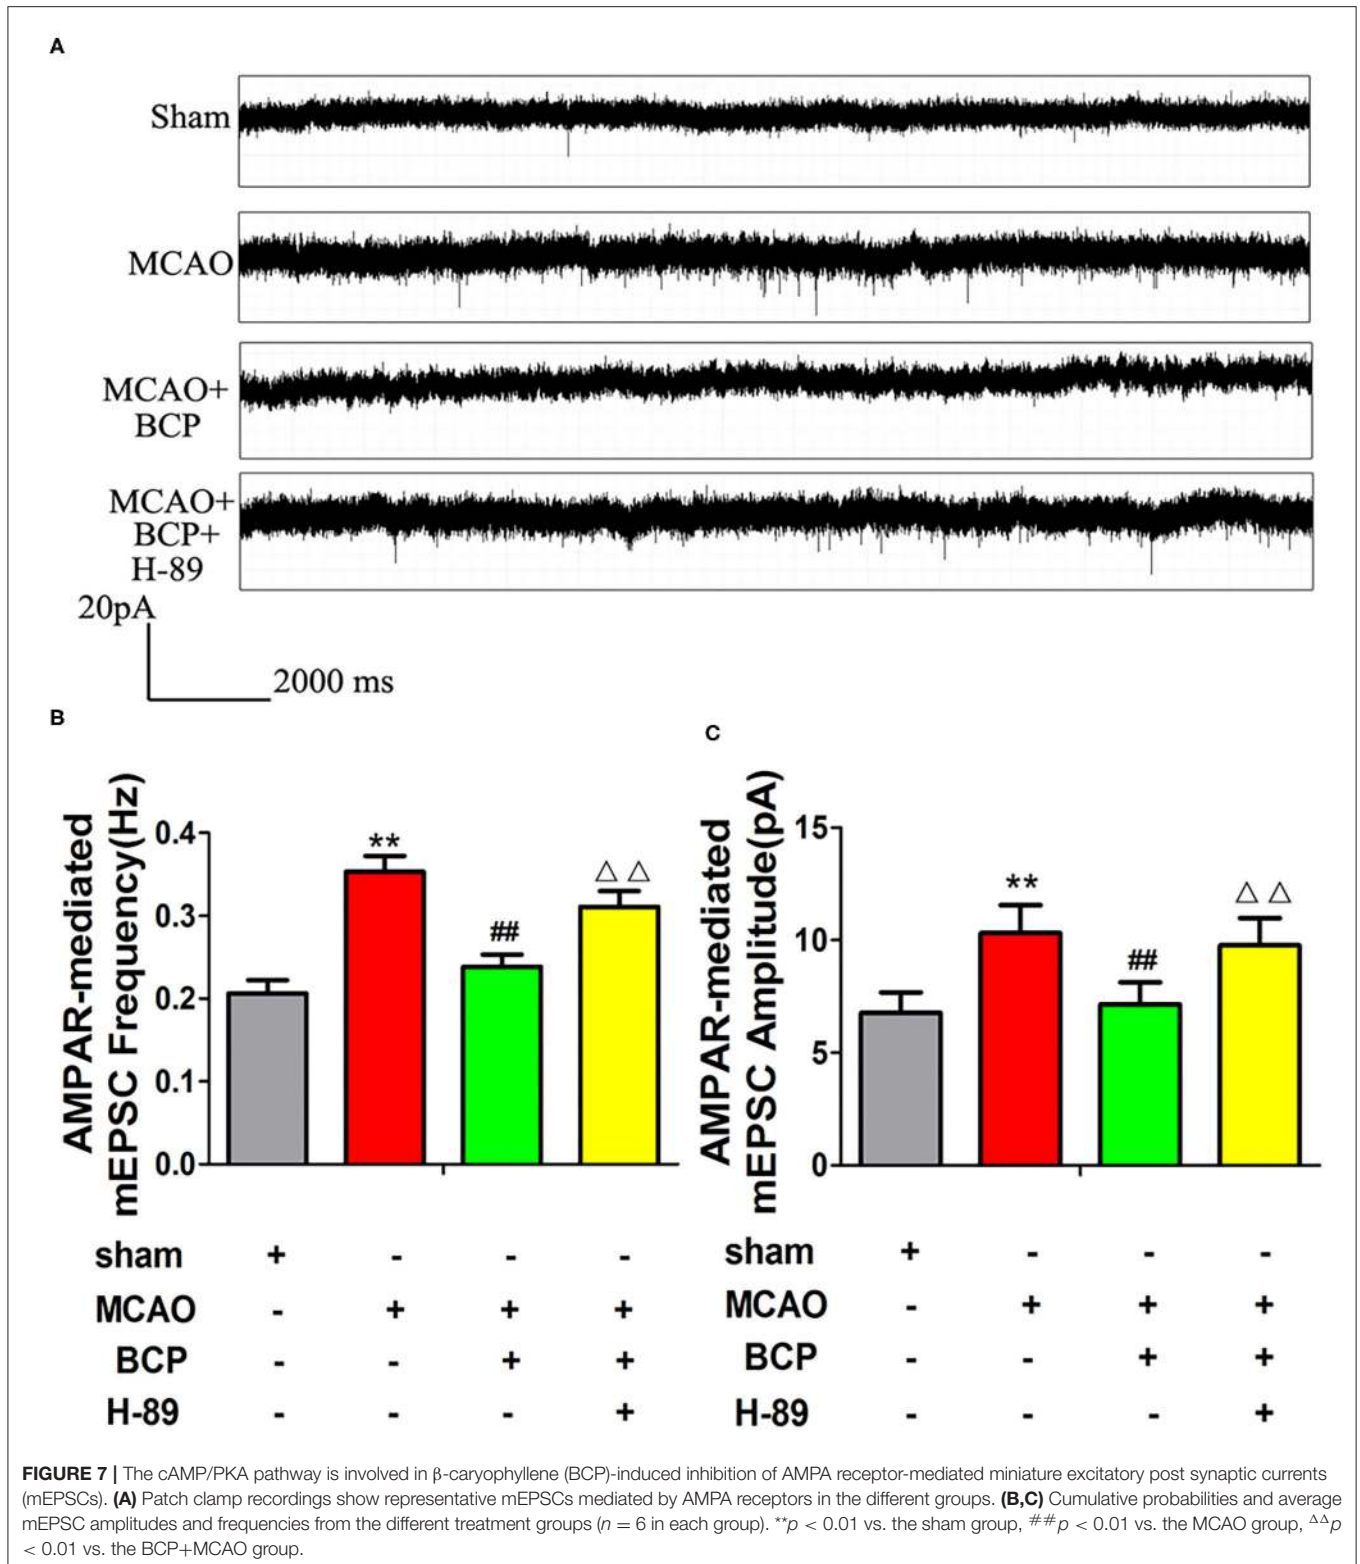 A
Sham
MCAO
MCAO+
BCP
MCAO+
BCP+
H-89
20pA
2000 ms
B
AMPAR-mediated
mEPSC Frequency(Hz)
0.4
0.3
0.2
0.1
0.0
**
##
△ △
sham + - - -
MCAO - + + +
BCP - - + +
H-89 - - - +
C
AMPAR-mediated
mEPSC Amplitude(pA)
15
10
5
0
**
##
△ △
sham + - - -
MCAO - + + +
BCP - - + +
H-89 - - - +
FIGURE 7 | The cAMP/PKA pathway is involved in β-caryophyllene (BCP)-induced inhibition of AMPA receptor-mediated miniature excitatory post synaptic currents
(mEPSCs). (A) Patch clamp recordings show representative mEPSCs mediated by AMPA receptors in the different groups. (B,C) Cumulative probabilities and average
mEPSC amplitudes and frequencies from the different treatment groups (n = 6 in each group). **p < 0.01 vs. the sham group, ##p < 0.01 vs. the MCAO group, △△p
< 0.01 vs. the BCP+MCAO group.